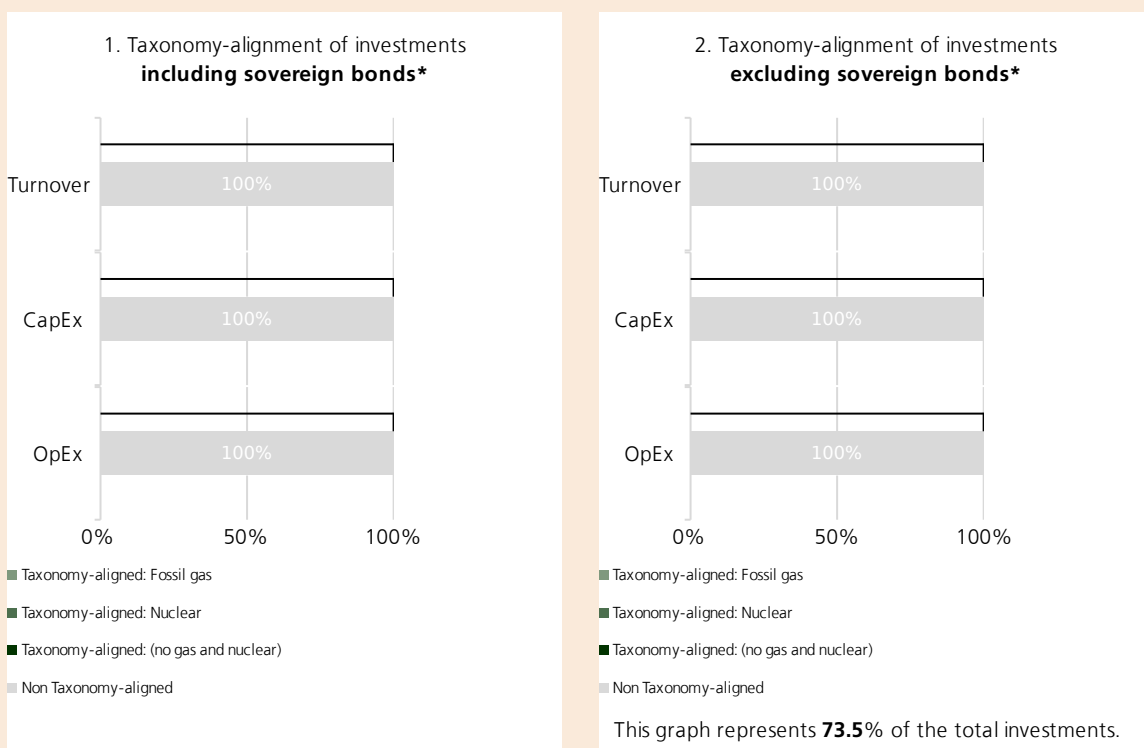 1. Taxonomy-alignment of investments
including sovereign bonds*
Turnover
100%
CapEx
100%
OpEx
100%
0%
50%
100%
Taxonomy-aligned: Fossil gas
Taxonomy-aligned: Nuclear
Taxonomy-aligned: (no gas and nuclear)
Non Taxonomy-aligned
2. Taxonomy-alignment of investments
excluding sovereign bonds*
Turnover
100%
CapEx
100%
OpEx
100%
0%
50%
100%
Taxonomy-aligned: Fossil gas
Taxonomy-aligned: Nuclear
Taxonomy-aligned: (no gas and nuclear)
Non Taxonomy-aligned
This graph represents 73.5% of the total investments.